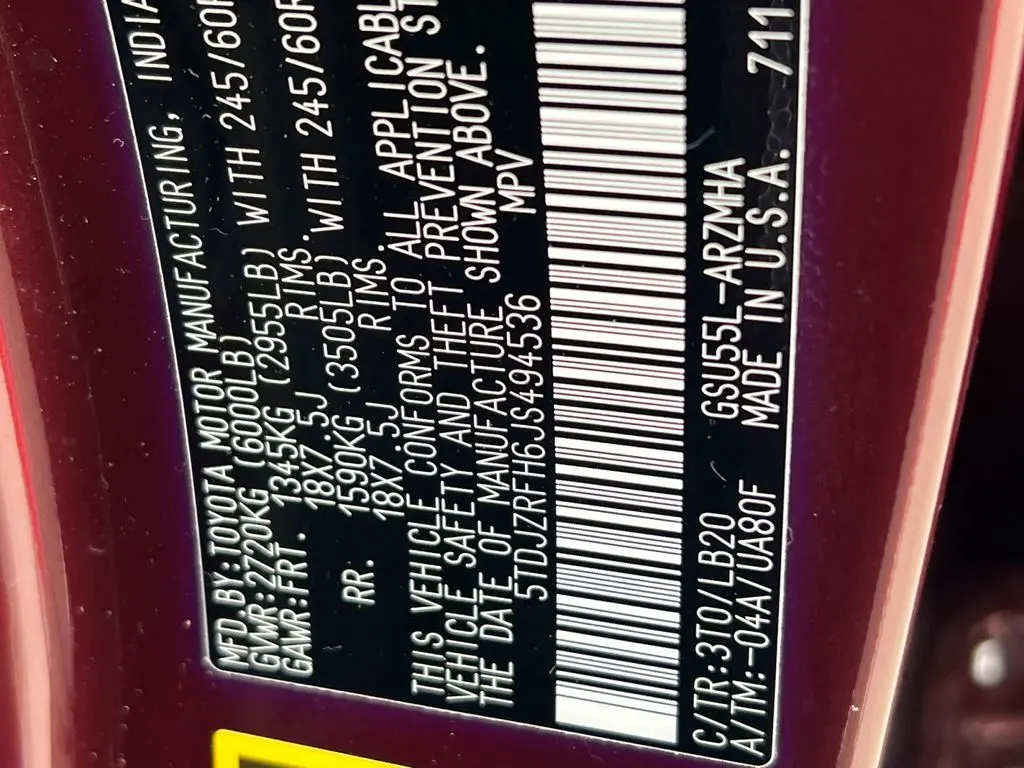 MFD.BY:TOYOTA MOTOR MANUFACTURING, INDIA
GVWR:2720KG (6000LB)
GAWR:FRT. 1345KG (2955LB) WITH 245/60R
18X7.5J RIMS.
RR. 1590KG (3505LB) WITH 245/60R
18X7.5J RIMS.
THIS VEHICLE CONFORMS TO ALL APPLICABL
VEHICLE SAFETY AND THEFT PREVENTION ST
THE DATE OF MANUFACTURE SHOWN ABOVE.
5TDJZRFH6JS494536 MPV
C/TR:3T0/LB20 GSU55L-ARZMHA
A/TM:-04A/UA80F MADE IN U.S.A. 711